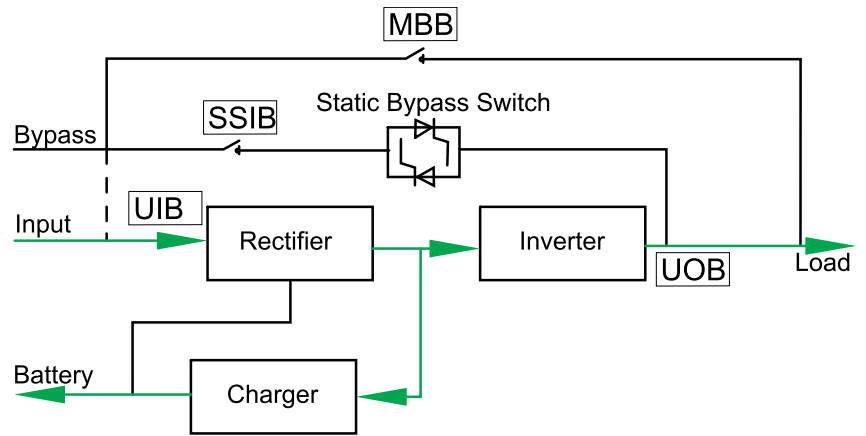 MBB
Static Bypass Switch
SSIB
Bypass
UIB
Input
Rectifier
Inverter
UOB
Load
Battery
Charger